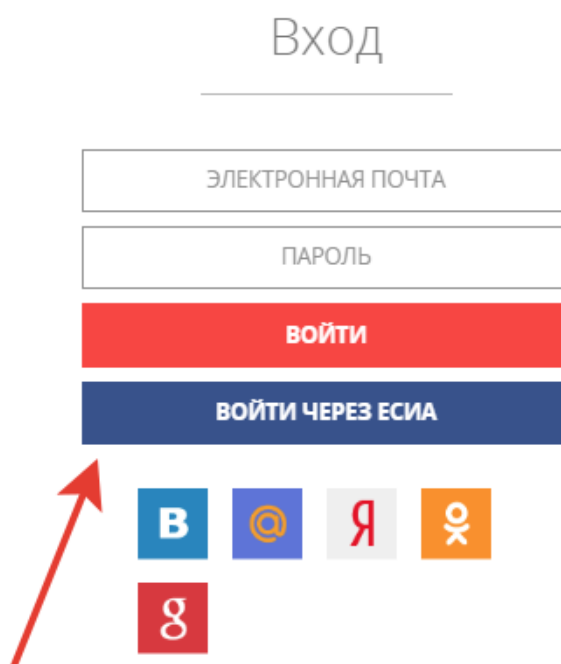 Вход
ЭЛЕКТРОННАЯ ПОЧТА
ПАРОЛЬ
ВОЙТИ
ВОЙТИ ЧЕРЕЗ ЕСИА
В @ Я
g